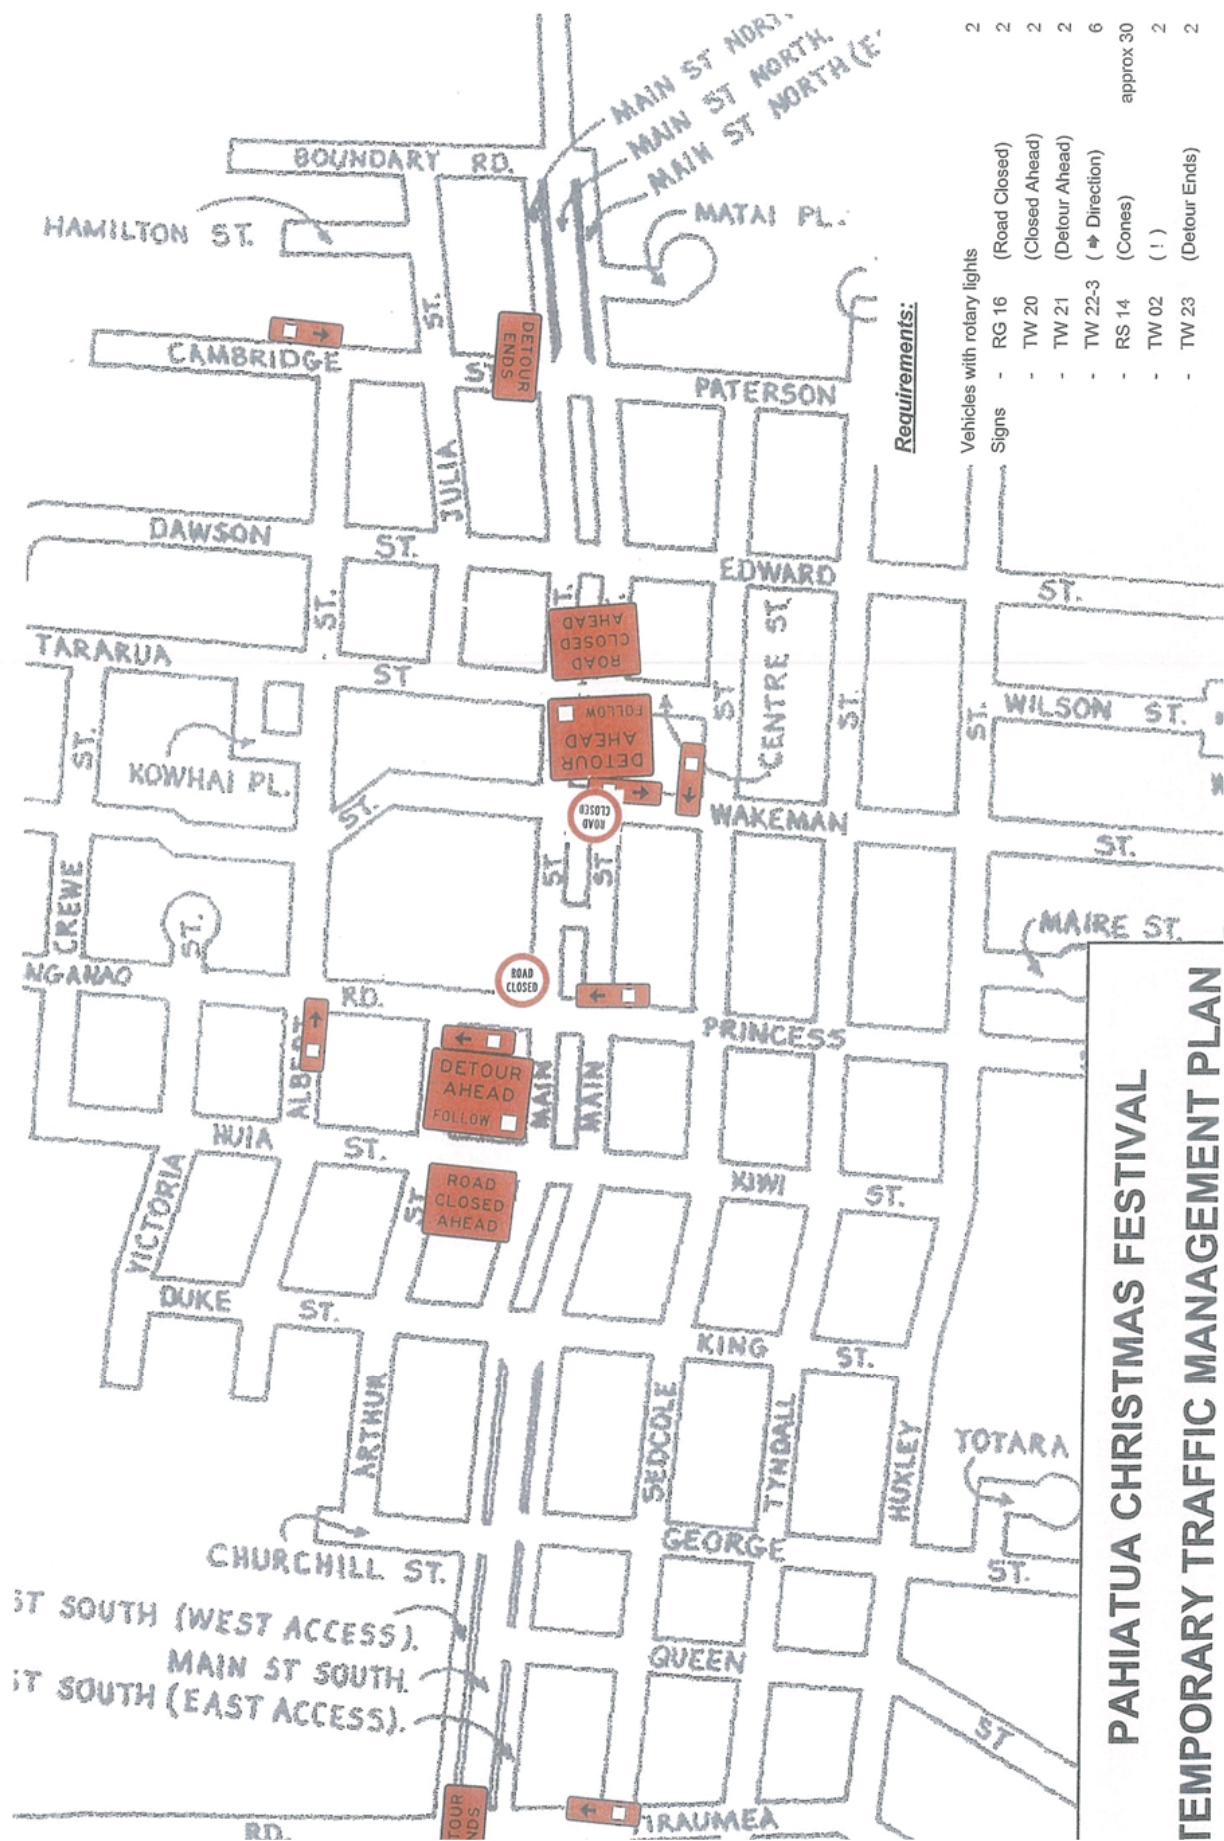 MAIN ST NORTH.
MAIN ST NORTH
BOUNDARY RD.
HAMILTON ST.
MATAI PL.
ST.
CAMBRIDGE
DETOUR
ENDS
PATERSON
JULIA
DAWSON
ST.
EDWARD
ST.
ST.
ROAD
CLOSED
AHEAD
TARARUA
ST
ST
CENTRE ST.
ST.
ST.
WILSON ST.
DETOUR
AHEAD
FOLLOW
ST.
KOWHAI PL.
ST.
ROAD
CLOSED
WAKEMAN
ST.
ST
ST
CREWE
ST.
MAIRE ST.
NGANAO
RD.
ROAD
CLOSED
PRINCESS
DETOUR
AHEAD
FOLLOW
MAIN
MAIN
HUIA
ST.
KIWI
ST.
VICTORIA
ST
ROAD
CLOSED
AHEAD
DUKE
ST.
KING
ST.
ARTHUR
SEDCOLE
TYNDALL
HUXLEY
TOTARA
GEORGE
ST.
CHURCHILL ST.
ST SOUTH (WEST ACCESS).
MAIN ST SOUTH.
ST SOUTH (EAST ACCESS).
QUEEN
ST
TIRAUMEA
RD.
Requirements:
Vehicles with rotary lights 2
Signs - RG 16 (Road Closed) 2
- TW 20 (Closed Ahead) 2
- TW 21 (Detour Ahead) 2
- TW 22-3 (➔ Direction) 6
- RS 14 (Cones) approx 30
- TW 02 ( ! ) 2
- TW 23 (Detour Ends) 2
PAHIATUA CHRISTMAS FESTIVAL
TEMPORARY TRAFFIC MANAGEMENT PLAN